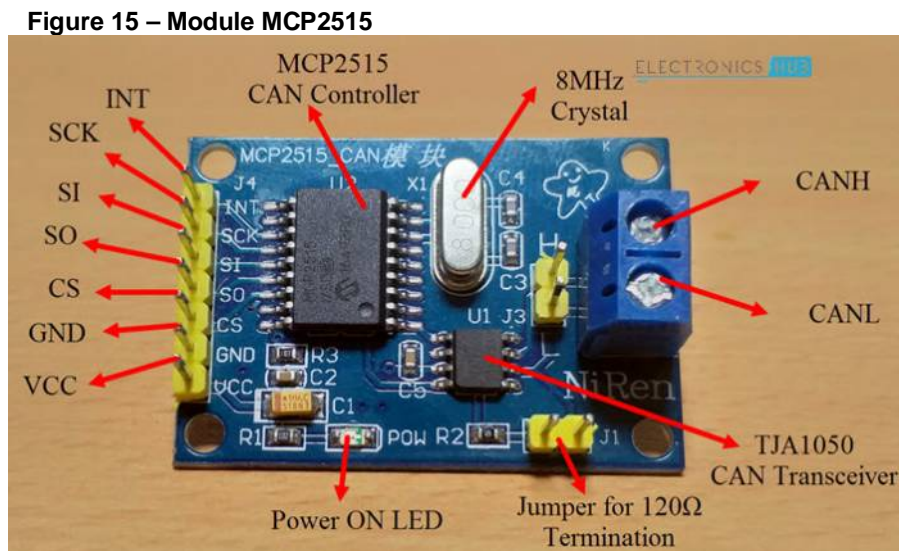 Figure 15 – Module MCP2515
ELECTRONICS HUB
MCP2515
CAN Controller
8MHz
Crystal
INT
SCK
SI
SO
CS
GND
VCC
CANH
CANL
TJA1050
CAN Transceiver
Jumper for 120Ω
Termination
Power ON LED
MCP2515_CAN模块
K
J4
U2
X1
C4
INT
SCK
SI
SO
CS
GND
VCC
MCP2515
8.0
C3
U1
J3
R3
C2
C1
C5
NiRen
R1
POW
R2
J1